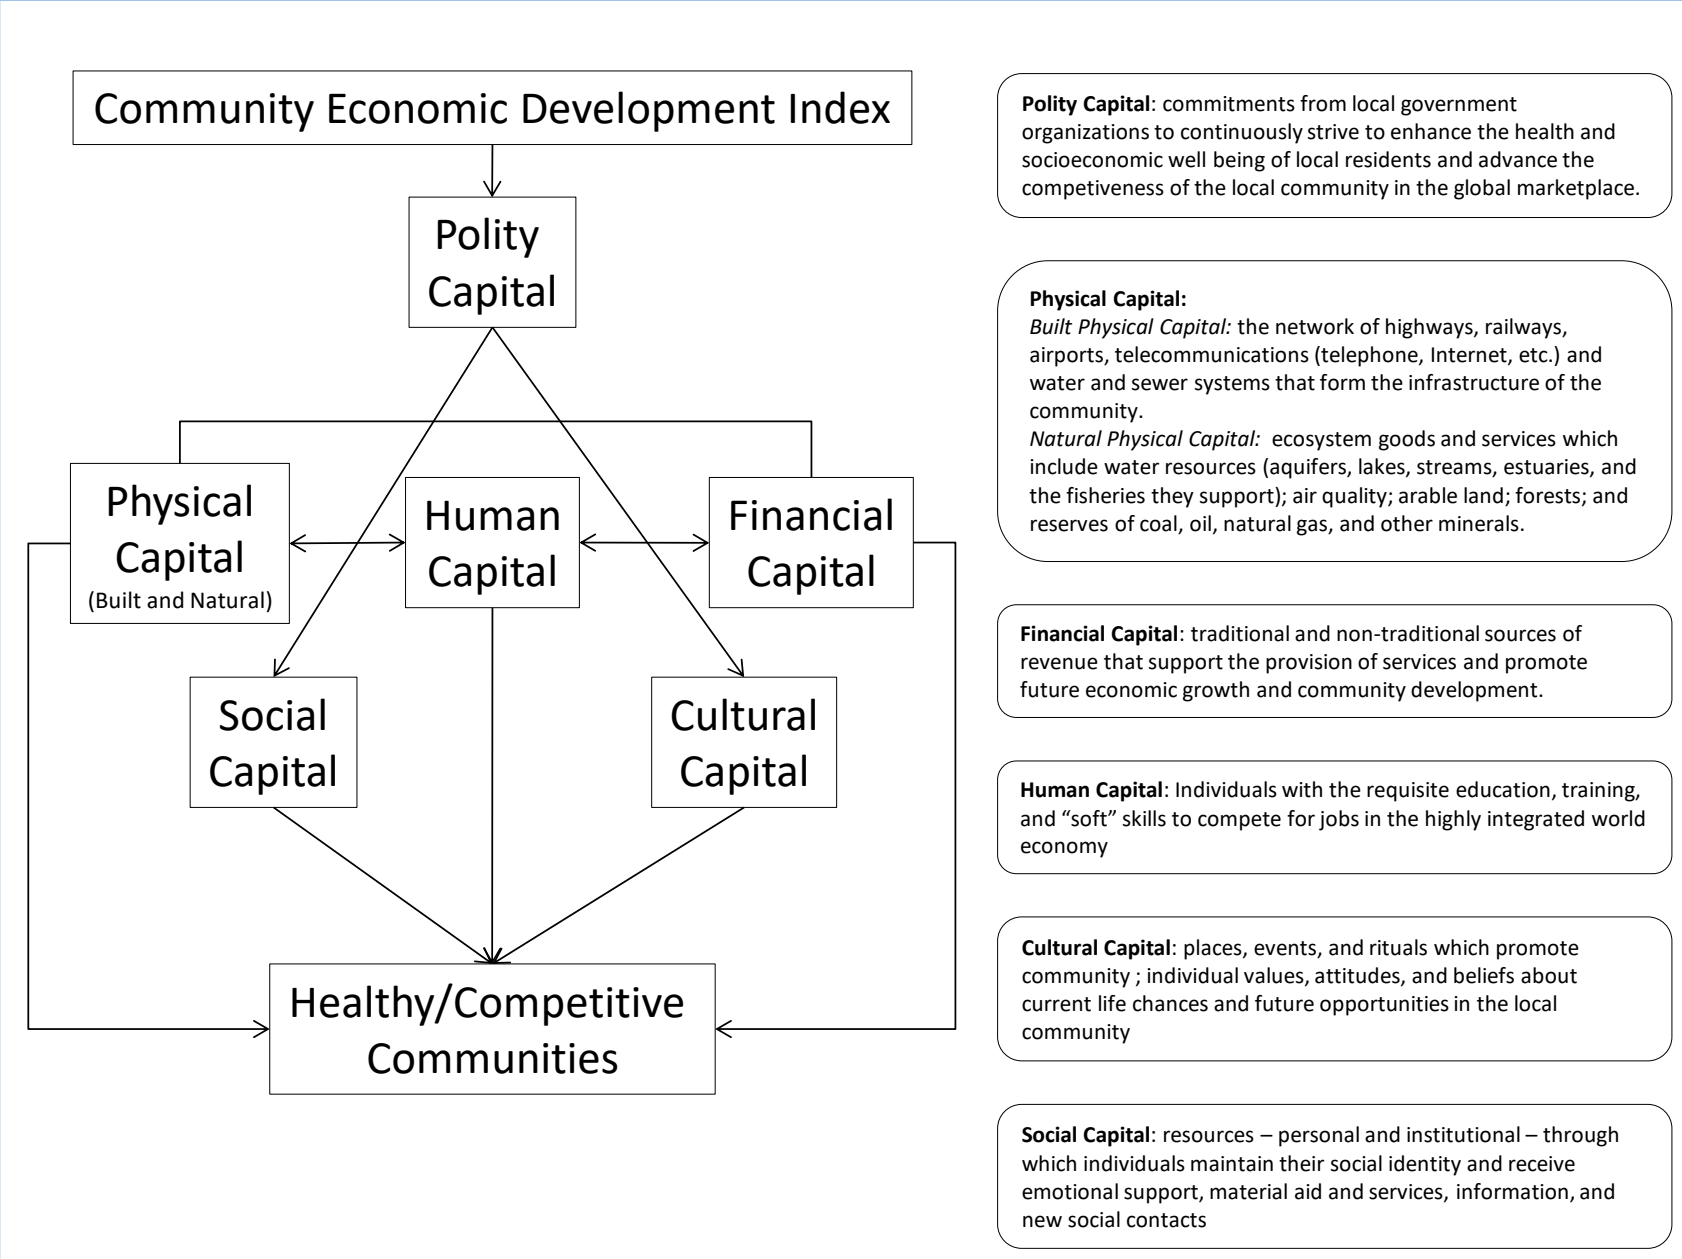 Community Economic Development Index
Polity
Capital
Physical
Capital
(Built and Natural)
Human
Capital
Financial
Capital
Social
Capital
Cultural
Capital
Healthy/Competitive
Communities
Polity Capital: commitments from local government
organizations to continuously strive to enhance the health and
socioeconomic well being of local residents and advance the
competiveness of the local community in the global marketplace.
Physical Capital:
Built Physical Capital: the network of highways, railways,
airports, telecommunications (telephone, Internet, etc.) and
water and sewer systems that form the infrastructure of the
community.
Natural Physical Capital:  ecosystem goods and services which
include water resources (aquifers, lakes, streams, estuaries, and
the fisheries they support); air quality; arable land; forests; and
reserves of coal, oil, natural gas, and other minerals.
Financial Capital: traditional and non-traditional sources of
revenue that support the provision of services and promote
future economic growth and community development.
Human Capital: Individuals with the requisite education, training,
and “soft” skills to compete for jobs in the highly integrated world
economy
Cultural Capital: places, events, and rituals which promote
community ; individual values, attitudes, and beliefs about
current life chances and future opportunities in the local
community
Social Capital: resources – personal and institutional – through
which individuals maintain their social identity and receive
emotional support, material aid and services, information, and
new social contacts